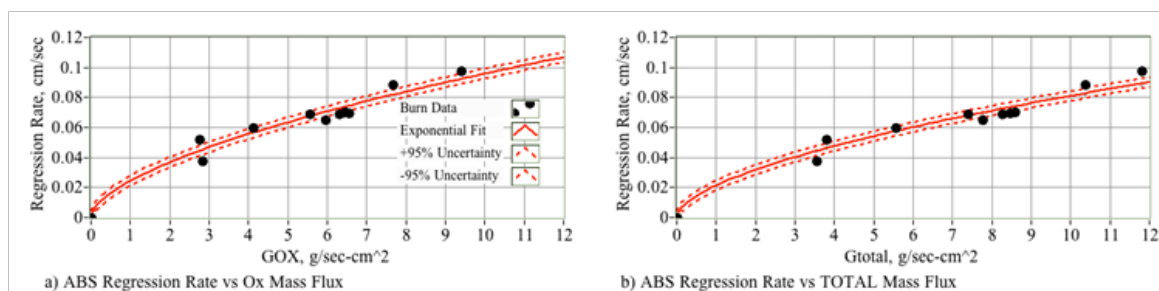 0.12
0.1
0.08
0.06
0.04
0.02
0
Regression Rate, cm/sec
Burn Data
Exponential Fit
+95% Uncertainty
-95% Uncertainty
0 1 2 3 4 5 6 7 8 9 10 11 12
GOX, g/sec-cm^2
a) ABS Regression Rate vs Ox Mass Flux
0.12
0.1
0.08
0.06
0.04
0.02
0
Regression Rate, cm/sec
0 1 2 3 4 5 6 7 8 9 10 11 12
Gtotal, g/sec-cm^2
b) ABS Regression Rate vs TOTAL Mass Flux